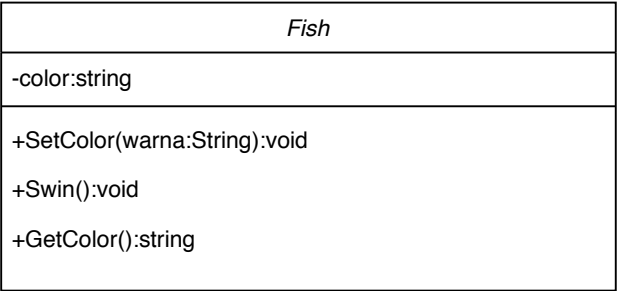 Fish
-color:string
+SetColor(warna:String):void
+Swin():void
+GetColor():string